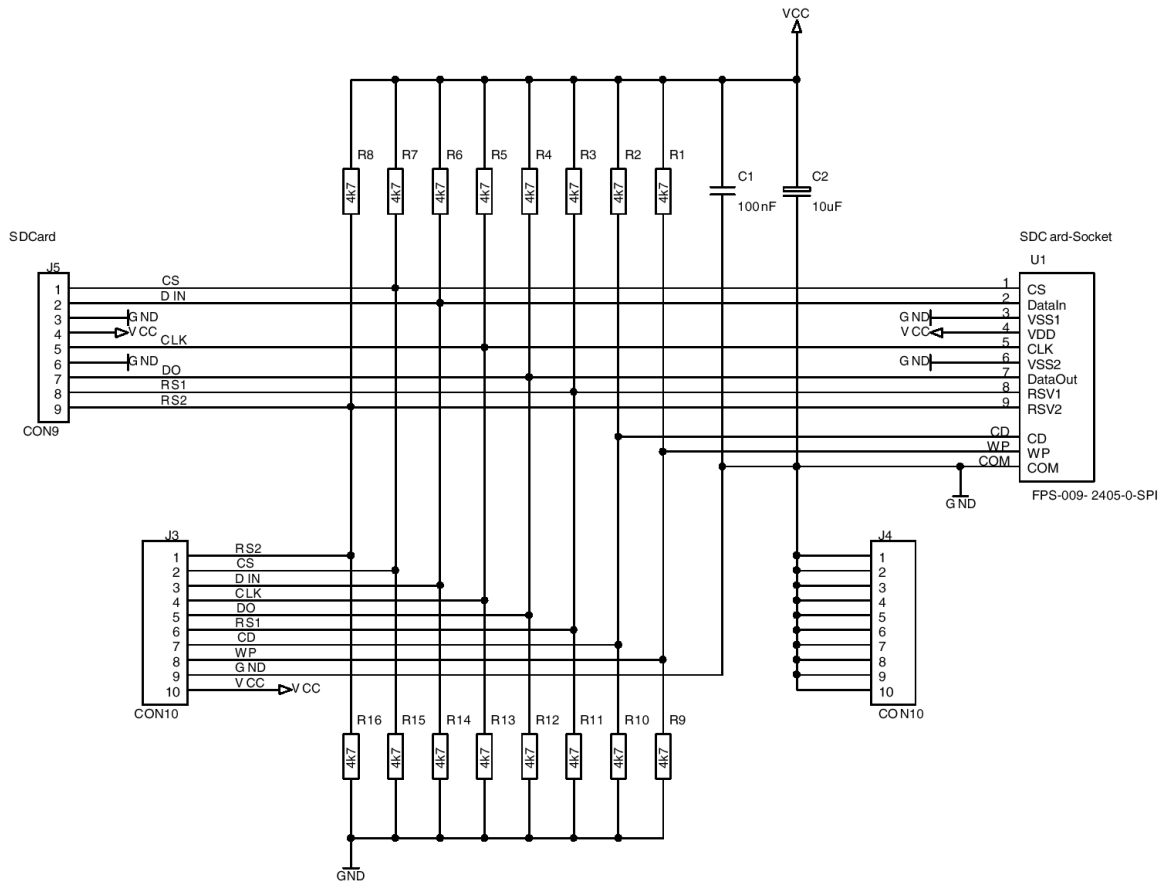 VCC
R8 R7 R6 R5 R4 R3 R2 R1
4k7 4k7 4k7 4k7 4k7 4k7 4k7 4k7
C1
100nF
C2
10uF
SDCard
J5
1 CS
2 DIN
3 GND
4 VCC
5 CLK
6 GND
7 DO
8 RS1
9 RS2
CON9
SDCard-Socket
U1
1 CS
2 DataIn
GND 3 VSS1
VCC 4 VDD
5 CLK
GND 6 VSS2
7 DataOut
8 RSV1
9 RSV2
CD CD
WP WP
COM COM
GND
FPS-009-2405-0-SPI
J3
1 RS2
2 CS
3 DIN
4 CLK
5 DO
6 RS1
7 CD
8 WP
9 GND
10 VCC VCC
CON10
J4
1
2
3
4
5
6
7
8
9
10
CON10
R16 R15 R14 R13 R12 R11 R10 R9
4k7 4k7 4k7 4k7 4k7 4k7 4k7 4k7
GND